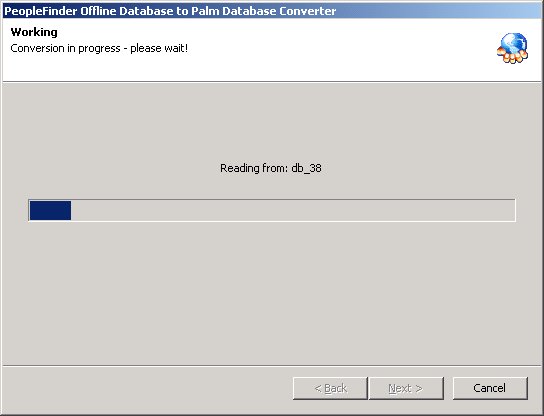 PeopleFinder Offline Database to Palm Database Converter
Working
Conversion in progress - please wait!
Reading from: db_38
< Back Next > Cancel